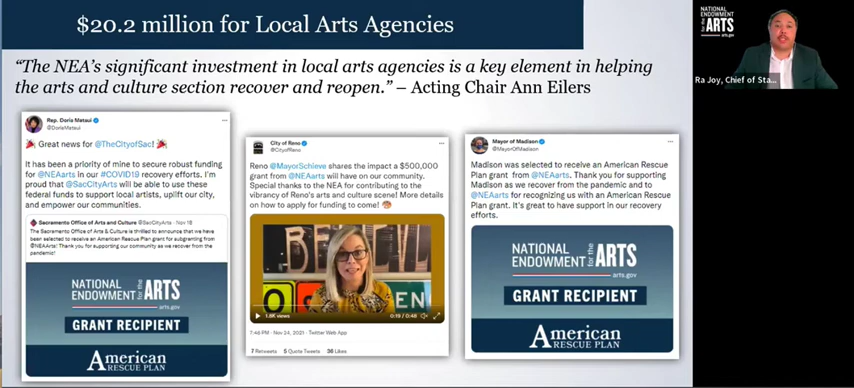 $20.2 million for Local Arts Agencies
“The NEA’s significant investment in local arts agencies is a key element in helping
the arts and culture section recover and reopen.” – Acting Chair Ann Eilers
Rep. Doris Matsui
@DorisMatsui
Great news for @TheCityofSac!
It has been a priority of mine to secure robust funding
for @NEArts in our #COVID19 recovery efforts. I'm
proud that @SacCityArts will be able to use these
federal funds to support local artists, uplift our city,
and empower our communities.
Sacramento Office of Arts and Culture @SacCityArts · Nov 18
The Sacramento Office of Arts & Culture is thrilled to announce that we have
been selected to receive an American Rescue Plan grant for subgranting from
@NEAarts! Thank you for supporting our community as we recover from the
pandemic!
NATIONAL
ENDOWMENT for the ARTS
arts.gov
GRANT RECIPIENT
American
RESCUE PLAN
City of Reno
@CityofReno
Reno @MayorSchieve shares the impact a $500,000
grant from @NEAarts will have on our community.
Special thanks to the NEA for contributing to the
vibrancy of Reno's arts and culture scene! More details
on how to apply for funding to come!
EN
1.8K views
0:19 / 0:48
7:46 PM · Nov 24, 2021 · Twitter Web App
7 Retweets 5 Quote Tweets 36 Likes
Mayor of Madison
@MayorOfMadison
Madison was selected to receive an American Rescue
Plan grant from @NEAarts. Thank you for supporting
Madison as we recover from the pandemic and to
@NEAarts for recognizing us with an American Rescue
Plan grant. It's great to have support in our recovery
efforts.
NATIONAL
ENDOWMENT for the ARTS
arts.gov
GRANT RECIPIENT
American
RESCUE PLAN
NATIONAL
ENDOWMENT for the
ARTS
arts.gov
Ra Joy, Chief of Sta...